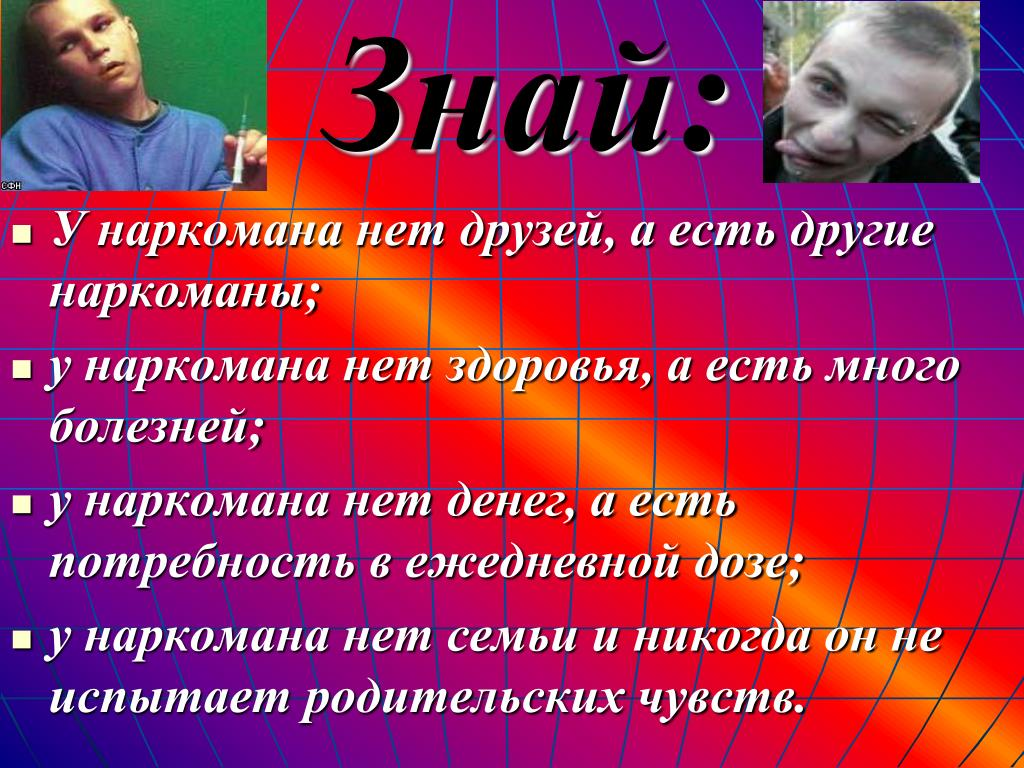 Знай:
СФН
У наркомана нет друзей, а есть другие
наркоманы;
у наркомана нет здоровья, а есть много
болезней;
у наркомана нет денег, а есть
потребность в ежедневной дозе;
у наркомана нет семьи и никогда он не
испытает родительских чувств.